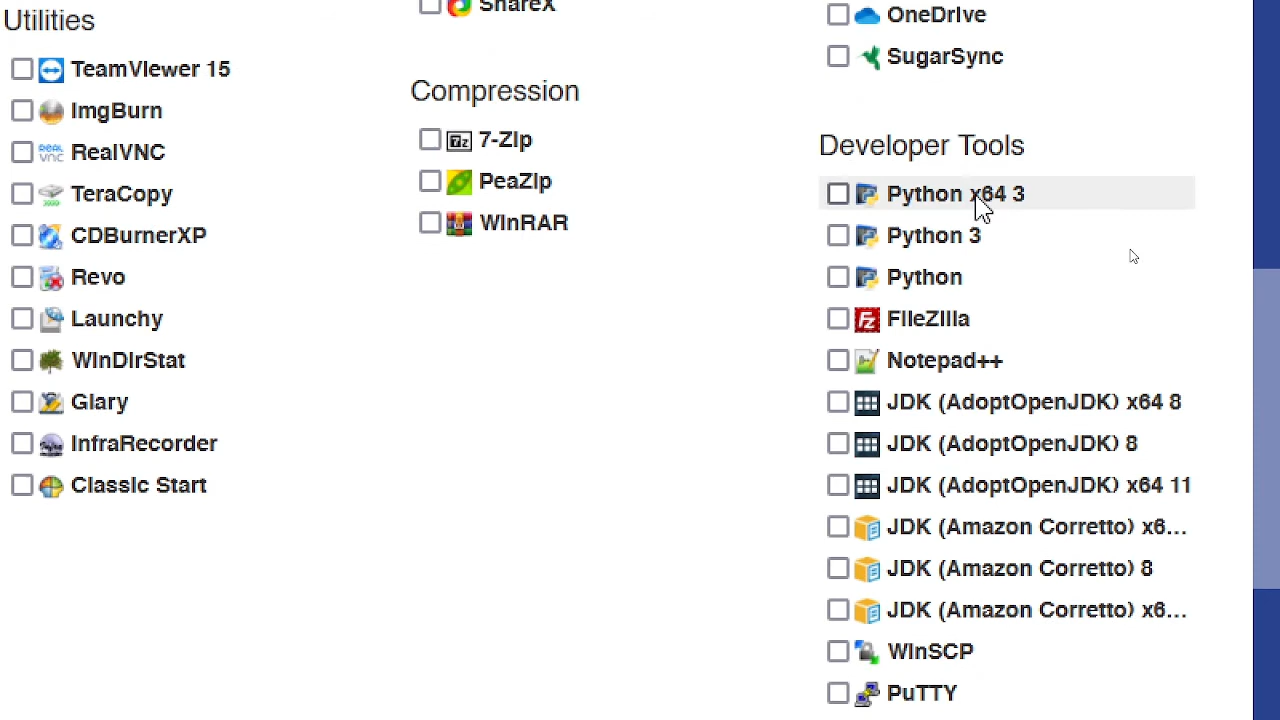 Utilities
TeamViewer 15
ImgBurn
RealVNC
TeraCopy
CDBurnerXP
Revo
Launchy
WinDirStat
Glary
InfraRecorder
Classic Start
ShareX
Compression
7-Zip
PeaZip
WinRAR
OneDrive
SugarSync
Developer Tools
Python x64 3
Python 3
Python
FileZilla
Notepad++
JDK (AdoptOpenJDK) x64 8
JDK (AdoptOpenJDK) 8
JDK (AdoptOpenJDK) x64 11
JDK (Amazon Corretto) x6...
JDK (Amazon Corretto) 8
JDK (Amazon Corretto) x6...
WinSCP
PuTTY